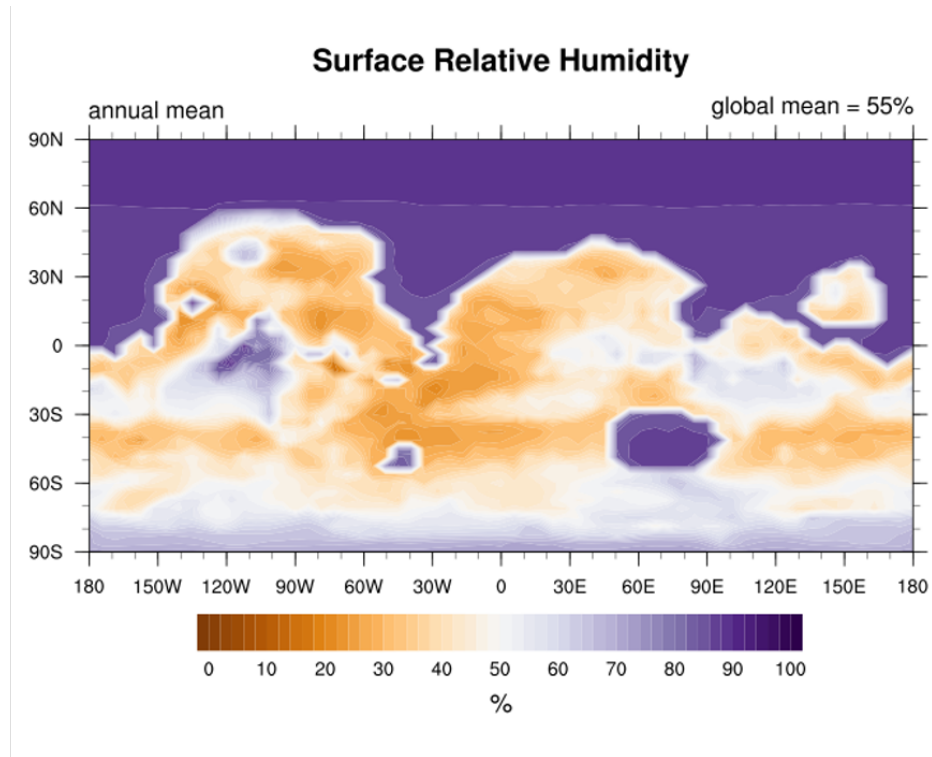 Surface Relative Humidity
annual mean
global mean = 55%
90N
60N
30N
0
30S
60S
90S
180 150W 120W 90W 60W 30W 0 30E 60E 90E 120E 150E 180
0 10 20 30 40 50 60 70 80 90 100
%